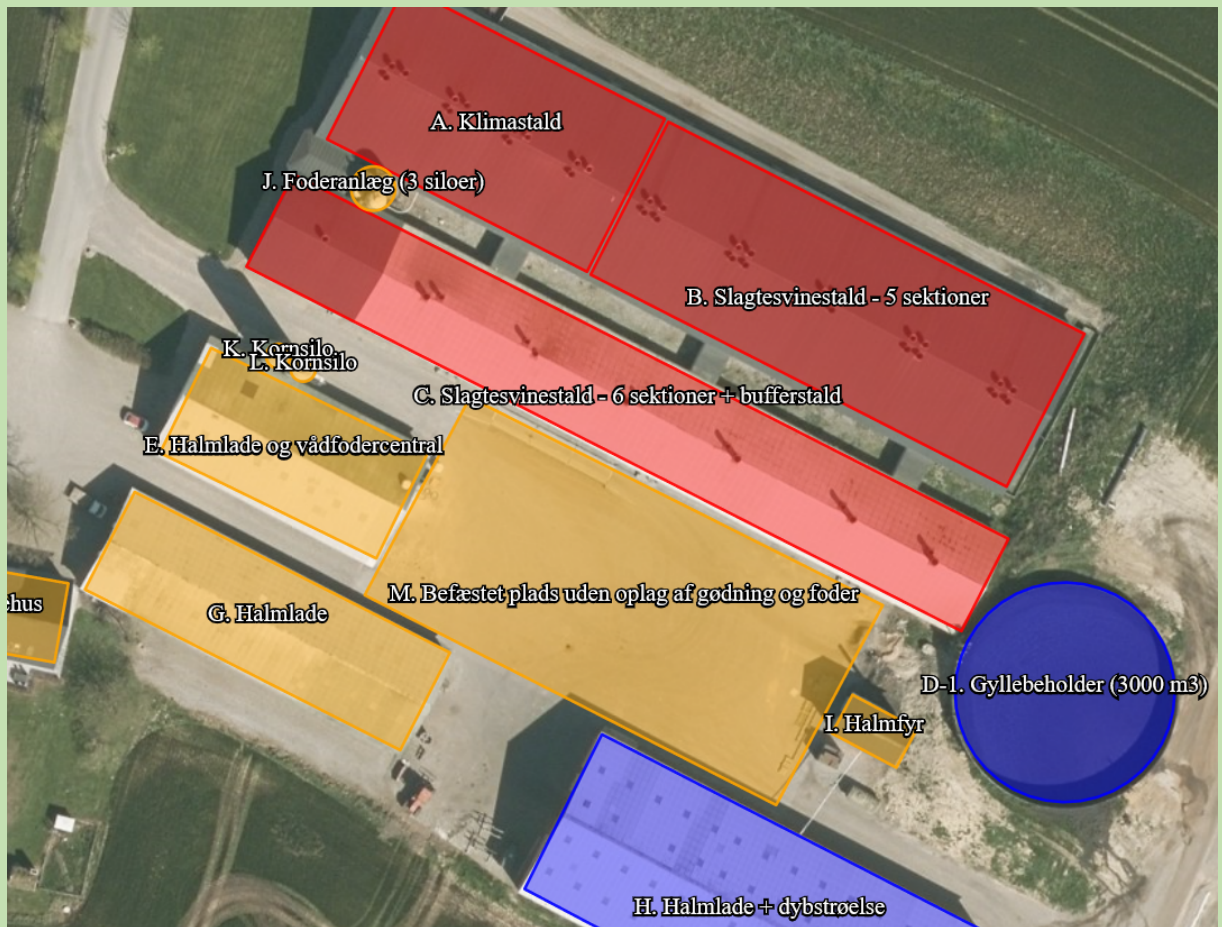 A. Klimastald
J. Foderanlæg (3 siloer)
B. Slagtesvinestald - 5 sektioner
K. Kornsilo
L. Kornsilo
C. Slagtesvinestald - 6 sektioner + bufferstald
E. Halmlade og vådfodercentral
M. Befæstet plads uden oplag af gødning og foder
G. Halmlade
D-1. Gyllebeholder (3000 m3)
I. Halmfyr
H. Halmlade + dybstrøelse